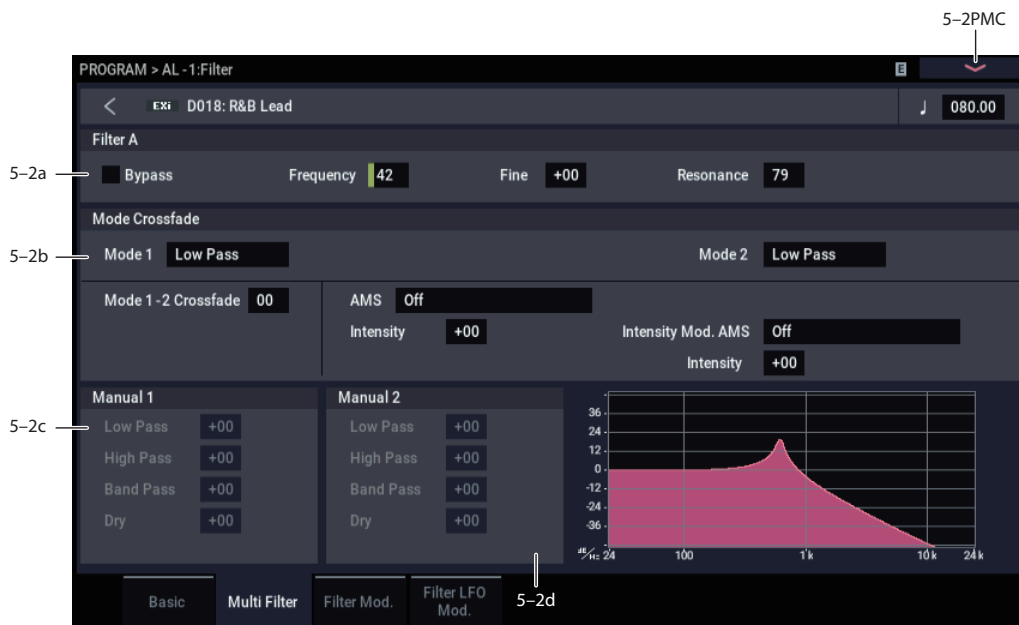 5–2PMC
PROGRAM > AL-1:Filter E
EXi D018: R&B Lead ♩ 080.00
Filter A
5–2a Bypass Frequency 42 Fine +00 Resonance 79
Mode Crossfade
5–2b Mode 1 Low Pass Mode 2 Low Pass
Mode 1-2 Crossfade 00 AMS Off
Intensity +00 Intensity Mod. AMS Off
Intensity +00
Manual 1 Manual 2
5–2c Low Pass +00 Low Pass +00
High Pass +00 High Pass +00
Band Pass +00 Band Pass +00
Dry +00 Dry +00
36
24
12
0
-12
-24
-36
dB/Hz 24 100 1k 10k 24k
Basic Multi Filter Filter Mod. Filter LFO Mod. 5–2d